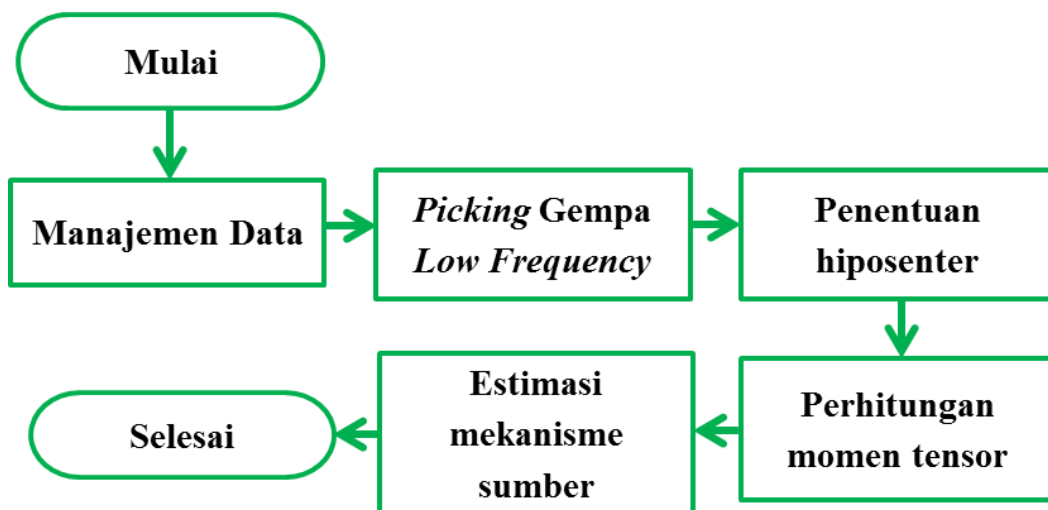 Mulai
Manajemen Data
Picking Gempa
Low Frequency
Penentuan
hiposenter
Perhitungan
momen tensor
Estimasi
mekanisme
sumber
Selesai